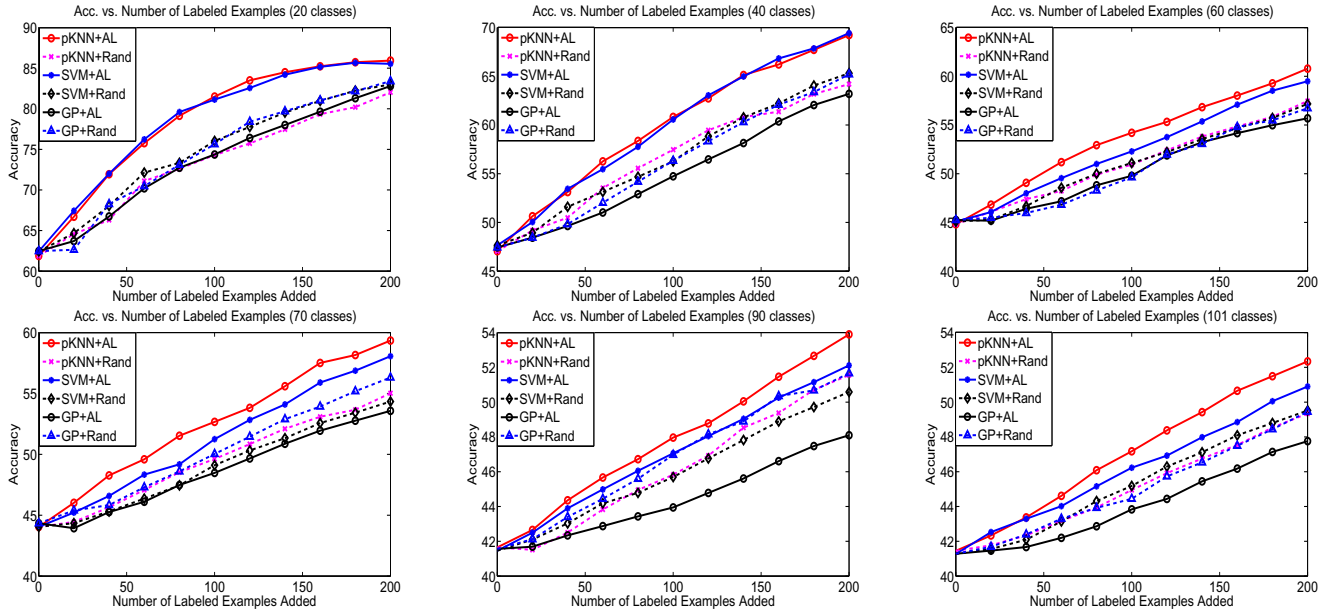 Acc. vs. Number of Labeled Examples (20 classes)
90
85
80
75
70
65
60
Accuracy
pKNN+AL
pKNN+Rand
SVM+AL
SVM+Rand
GP+AL
GP+Rand
0 50 100 150 200
Number of Labeled Examples Added
Acc. vs. Number of Labeled Examples (40 classes)
70
65
60
55
50
45
Accuracy
pKNN+AL
pKNN+Rand
SVM+AL
SVM+Rand
GP+AL
GP+Rand
0 50 100 150 200
Number of Labeled Examples Added
Acc. vs. Number of Labeled Examples (60 classes)
65
60
55
50
45
40
Accuracy
pKNN+AL
pKNN+Rand
SVM+AL
SVM+Rand
GP+AL
GP+Rand
0 50 100 150 200
Number of Labeled Examples Added
Acc. vs. Number of Labeled Examples (70 classes)
60
55
50
45
40
Accuracy
pKNN+AL
pKNN+Rand
SVM+AL
SVM+Rand
GP+AL
GP+Rand
0 50 100 150 200
Number of Labeled Examples Added
Acc. vs. Number of Labeled Examples (90 classes)
54
52
50
48
46
44
42
40
Accuracy
pKNN+AL
pKNN+Rand
SVM+AL
SVM+Rand
GP+AL
GP+Rand
0 50 100 150 200
Number of Labeled Examples Added
Acc. vs. Number of Labeled Examples (101 classes)
54
52
50
48
46
44
42
40
Accuracy
pKNN+AL
pKNN+Rand
SVM+AL
SVM+Rand
GP+AL
GP+Rand
0 50 100 150 200
Number of Labeled Examples Added